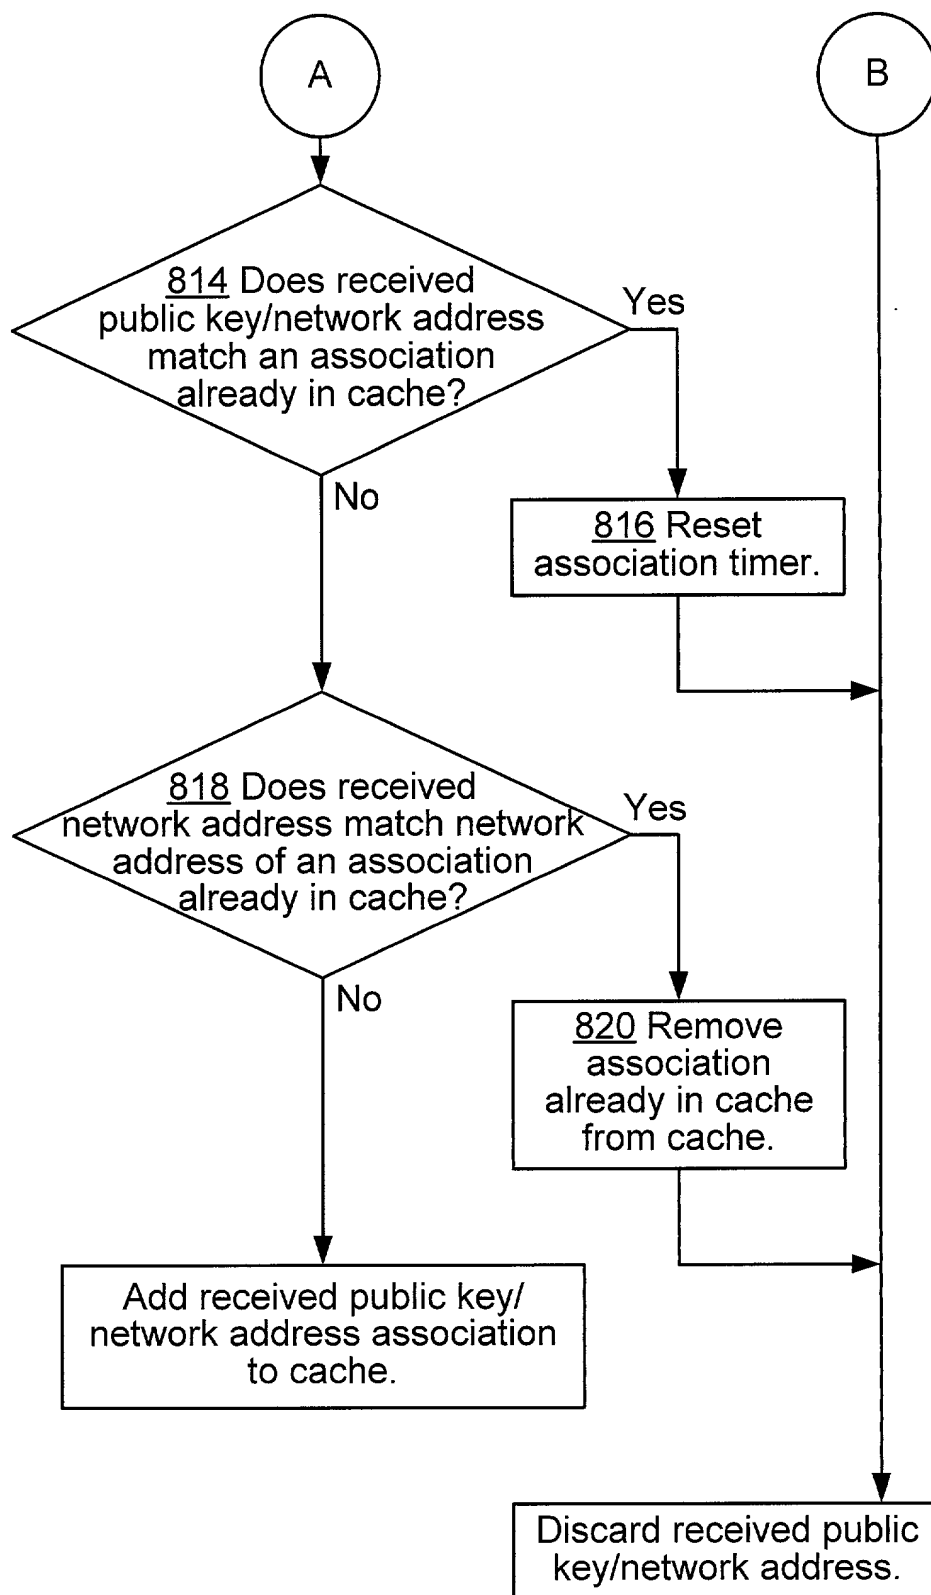 A
B
814 Does received
public key/network address
match an association
already in cache?
Yes
No
816 Reset
association timer.
818 Does received
network address match network
address of an association
already in cache?
Yes
No
820 Remove
association
already in cache
from cache.
Add received public key/
network address association
to cache.
Discard received public
key/network address.